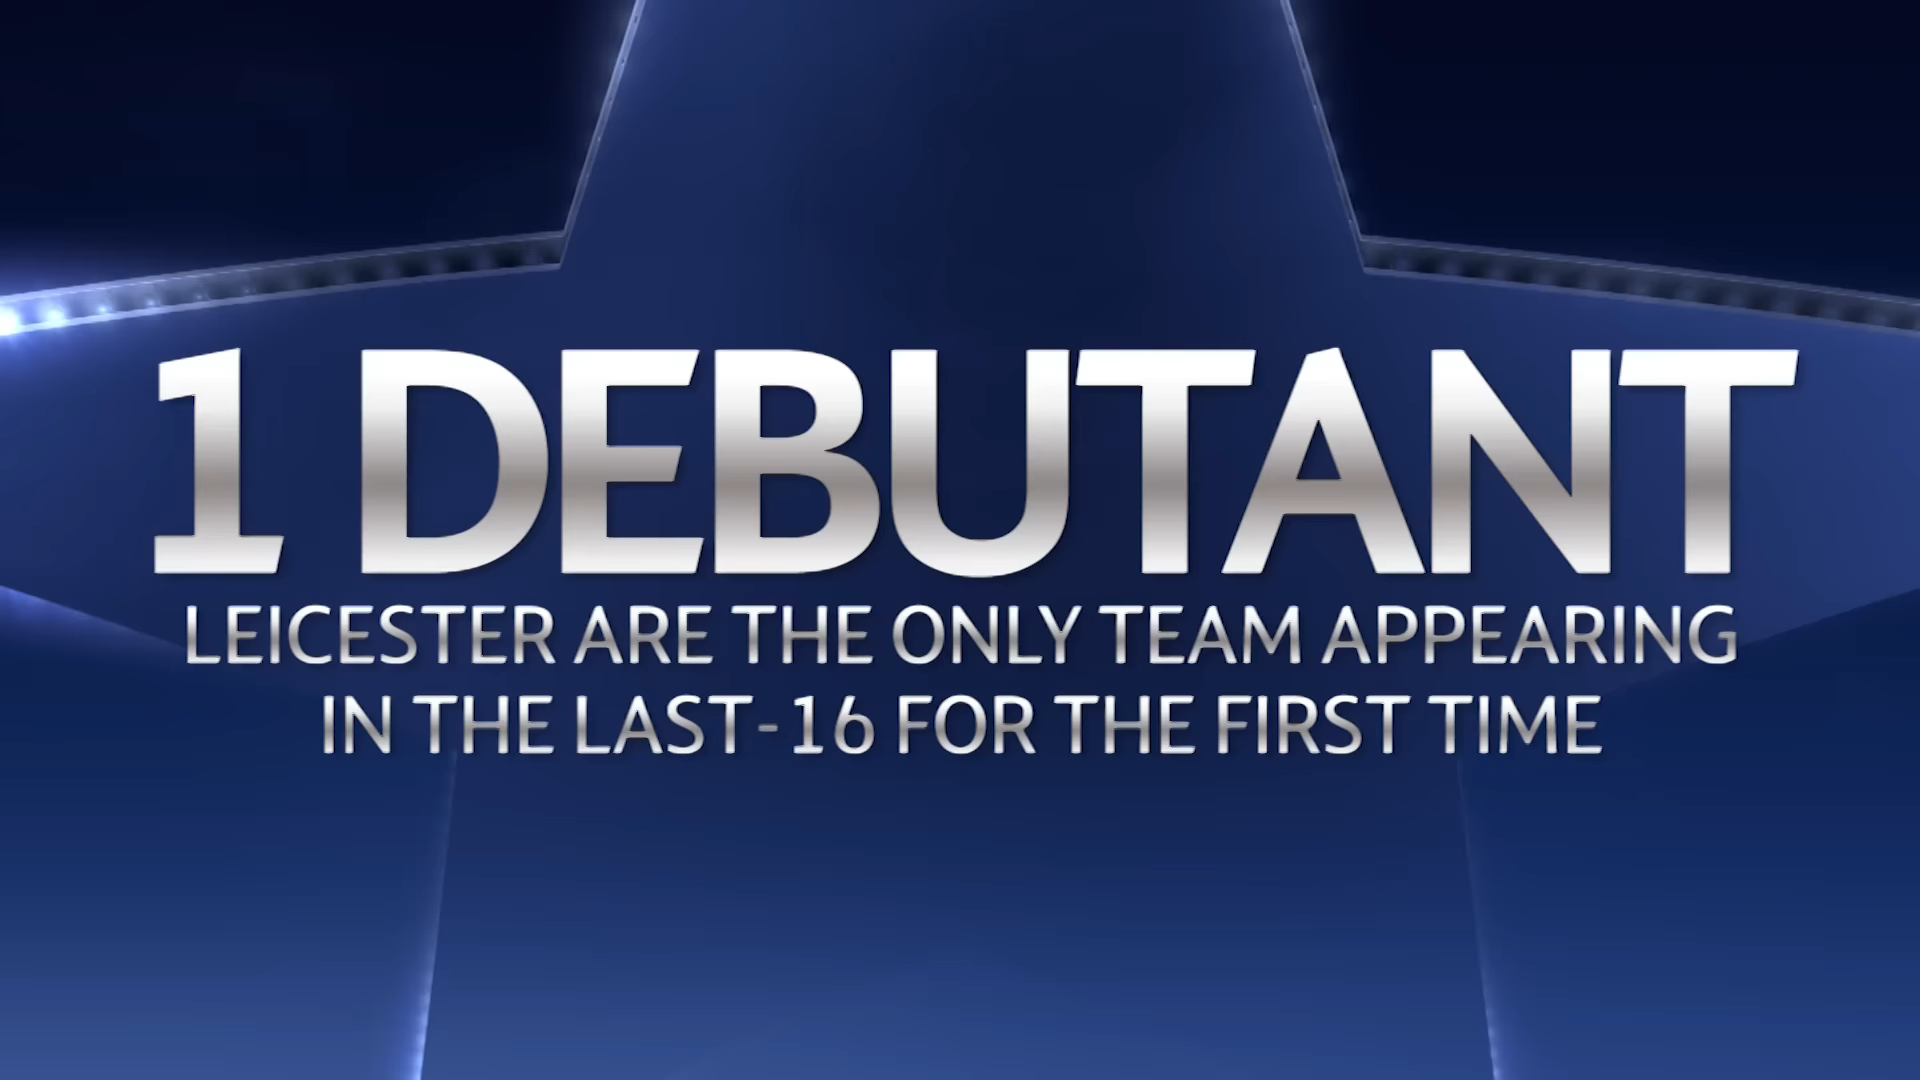 1 DEBUTANT
LEICESTER ARE THE ONLY TEAM APPEARING
IN THE LAST-16 FOR THE FIRST TIME